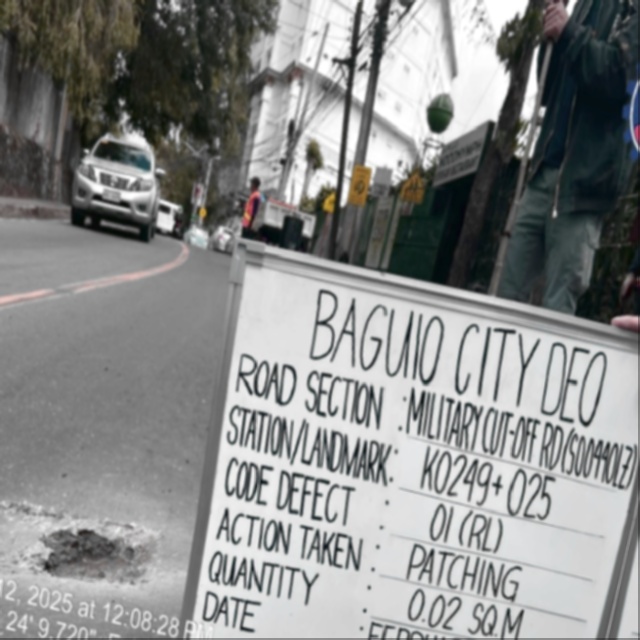 BAGUIO CITY DEO
ROAD SECTION : MILITARY CUT-OFF RD (S00440LZ)
STATION/LANDMARK : K0249+025
CODE DEFECT : 01 (RL)
ACTION TAKEN : PATCHING
QUANTITY : 0.02 SQ.M
DATE :
12, 2025 at 12:08:28 PM
24' 9.720"